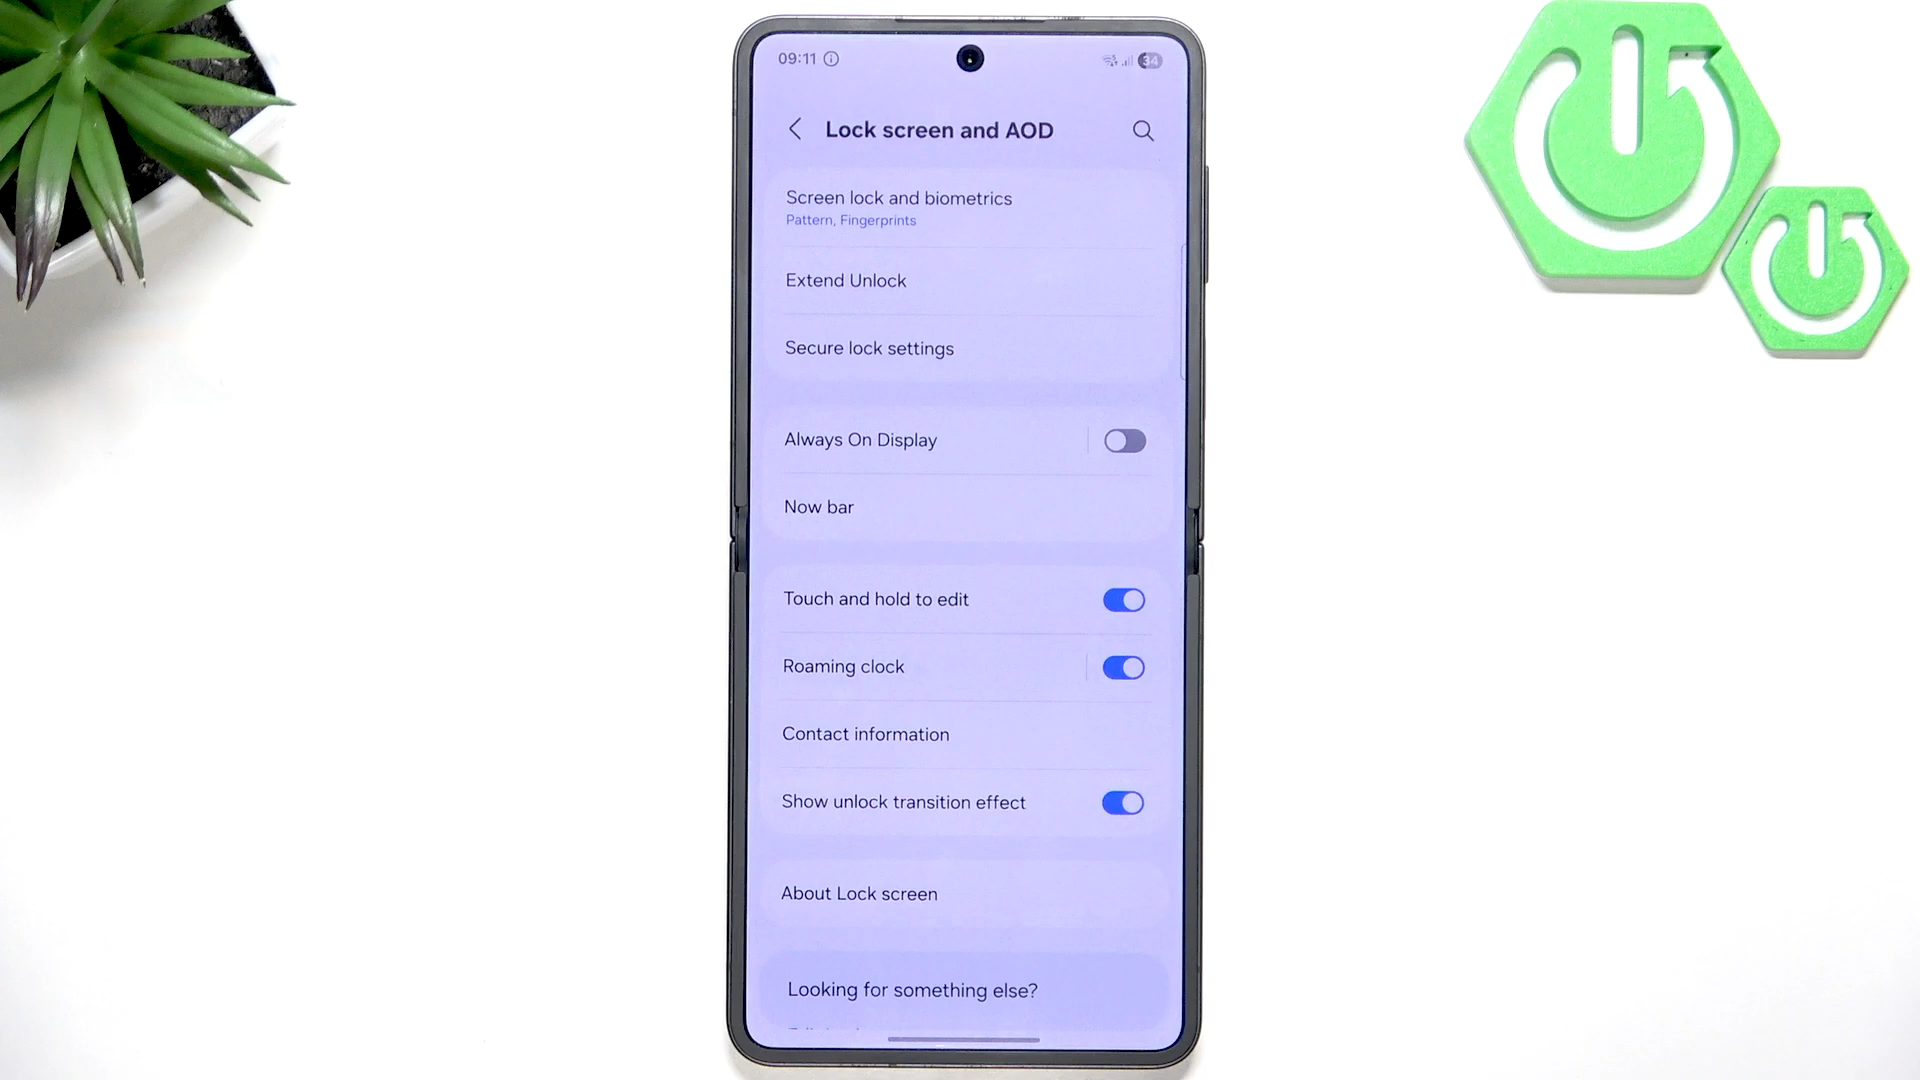 09:11
34
Lock screen and AOD
Screen lock and biometrics
Pattern, Fingerprints
Extend Unlock
Secure lock settings
Always On Display
Now bar
Touch and hold to edit
Roaming clock
Contact information
Show unlock transition effect
About Lock screen
Looking for something else?